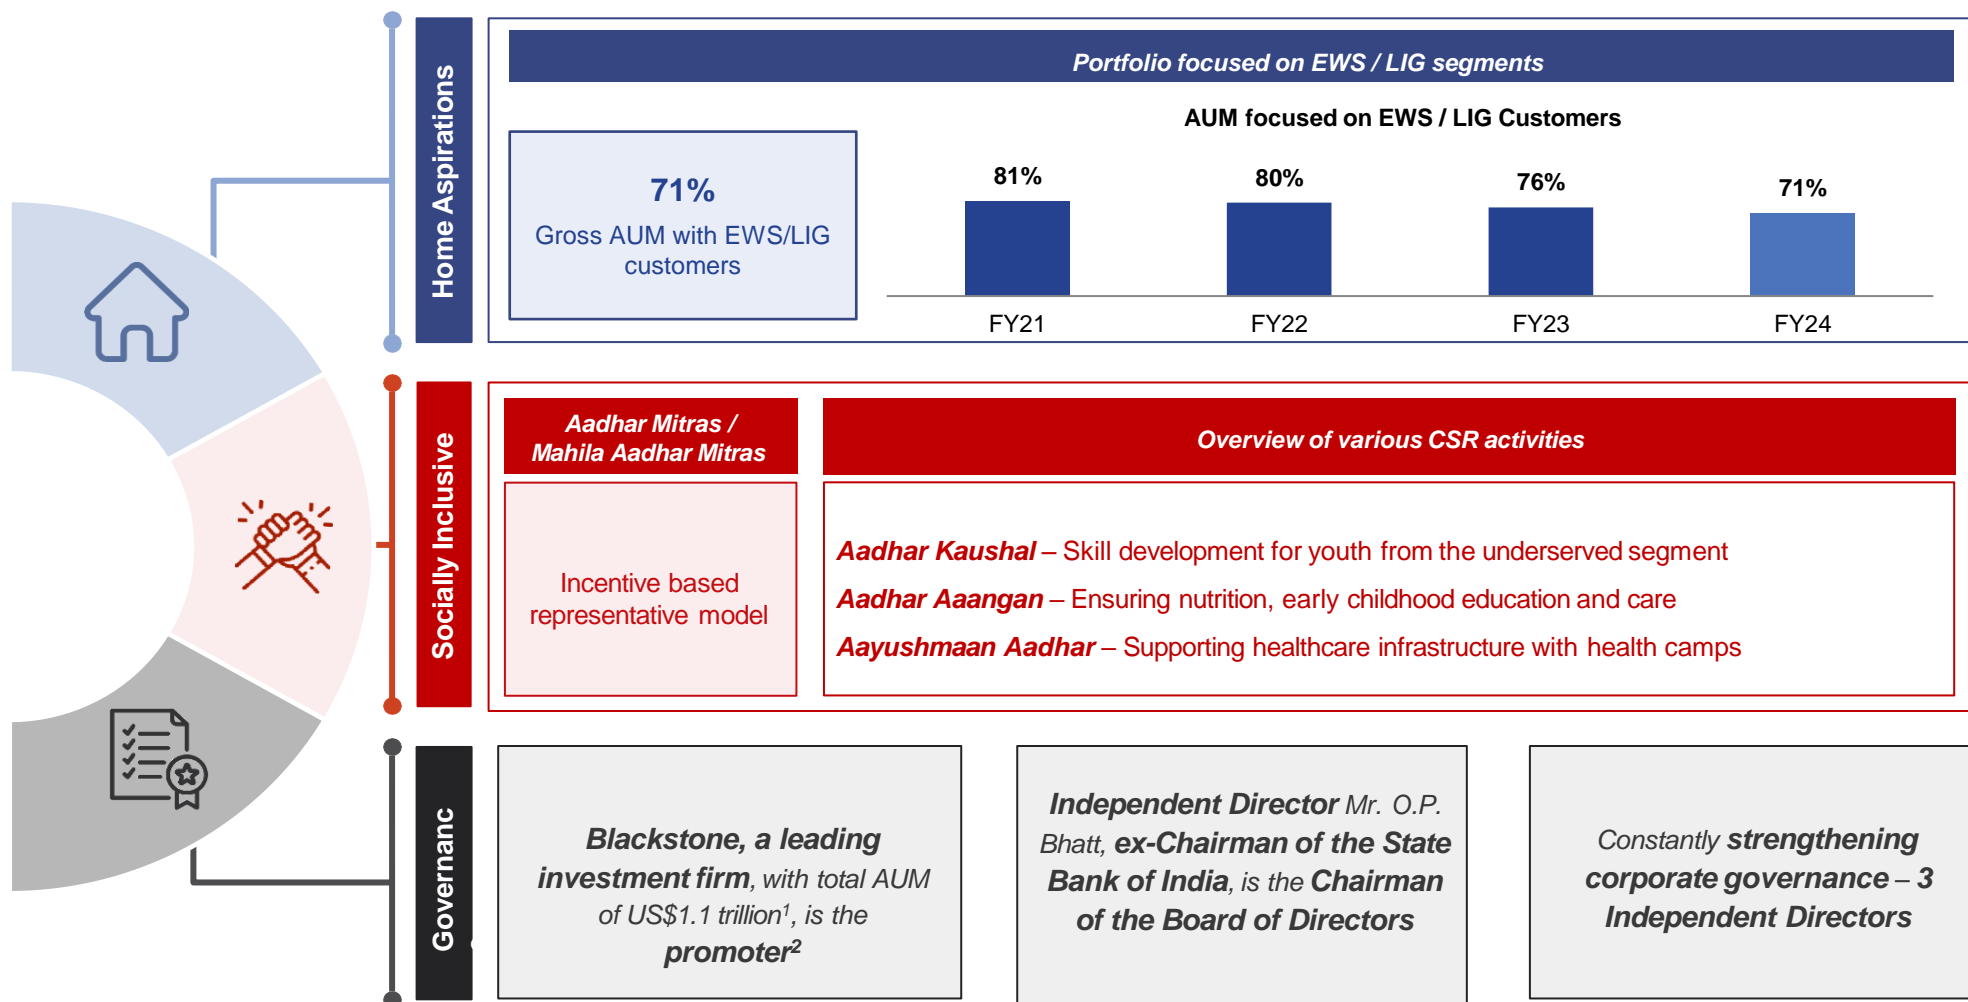 Home Aspirations
Portfolio focused on EWS / LIG segments
71%
Gross AUM with EWS/LIG
customers
AUM focused on EWS / LIG Customers
81%
80%
76%
71%
FY21
FY22
FY23
FY24
Socially Inclusive
Aadhar Mitras /
Mahila Aadhar Mitras
Incentive based
representative model
Overview of various CSR activities
Aadhar Kaushal – Skill development for youth from the underserved segment
Aadhar Aaangan – Ensuring nutrition, early childhood education and care
Aayushmaan Aadhar – Supporting healthcare infrastructure with health camps
Governanc
Blackstone, a leading
investment firm, with total AUM
of US$1.1 trillion¹, is the
promoter²
Independent Director Mr. O.P.
Bhatt, ex-Chairman of the State
Bank of India, is the Chairman
of the Board of Directors
Constantly strengthening
corporate governance – 3
Independent Directors